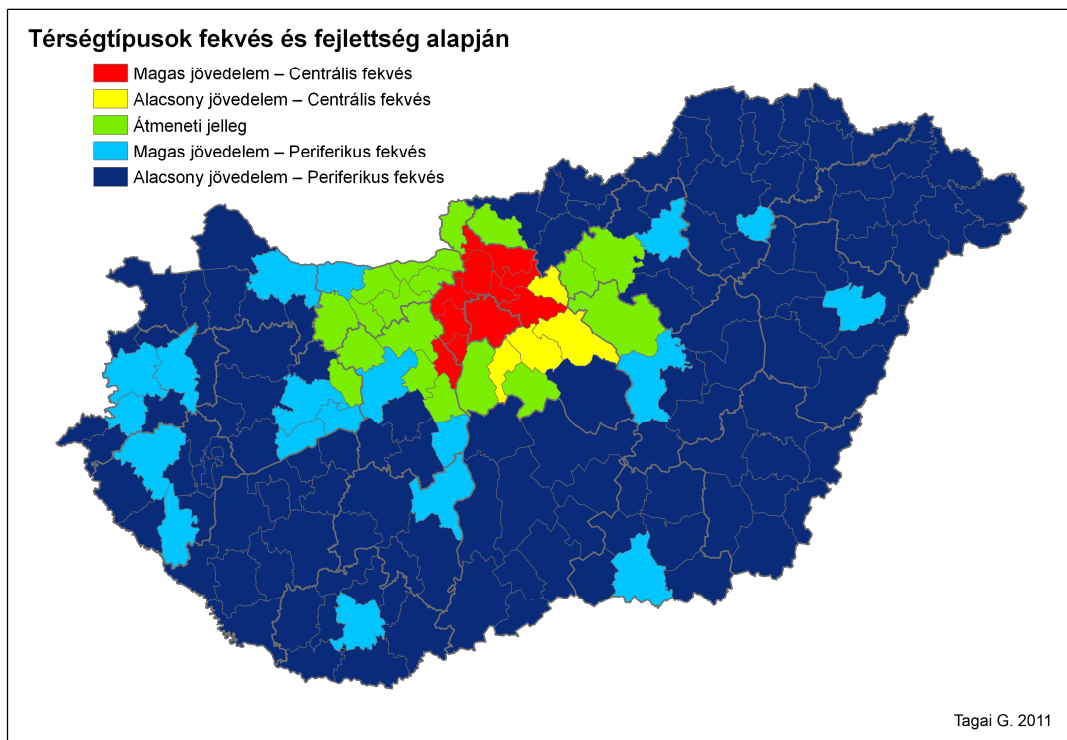 Térségtípusok fekvés és fejlettség alapján
Magas jövedelem – Centrális fekvés
Alacsony jövedelem – Centrális fekvés
Átmeneti jelleg
Magas jövedelem – Periferikus fekvés
Alacsony jövedelem – Periferikus fekvés
Tagai G. 2011